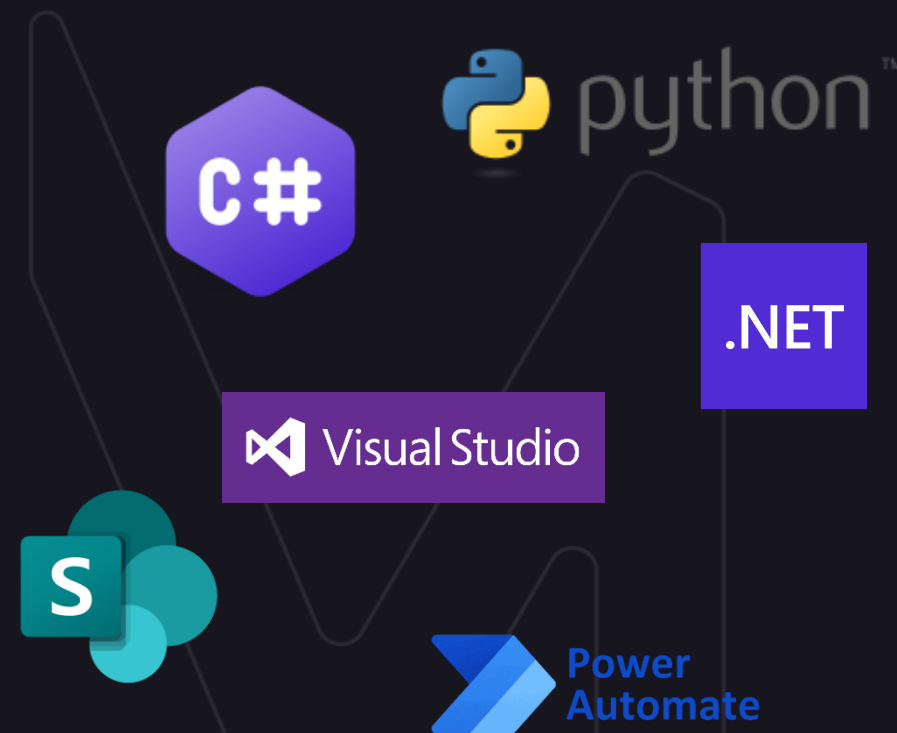 python™
C#
.NET
Visual Studio
S
Power
Automate